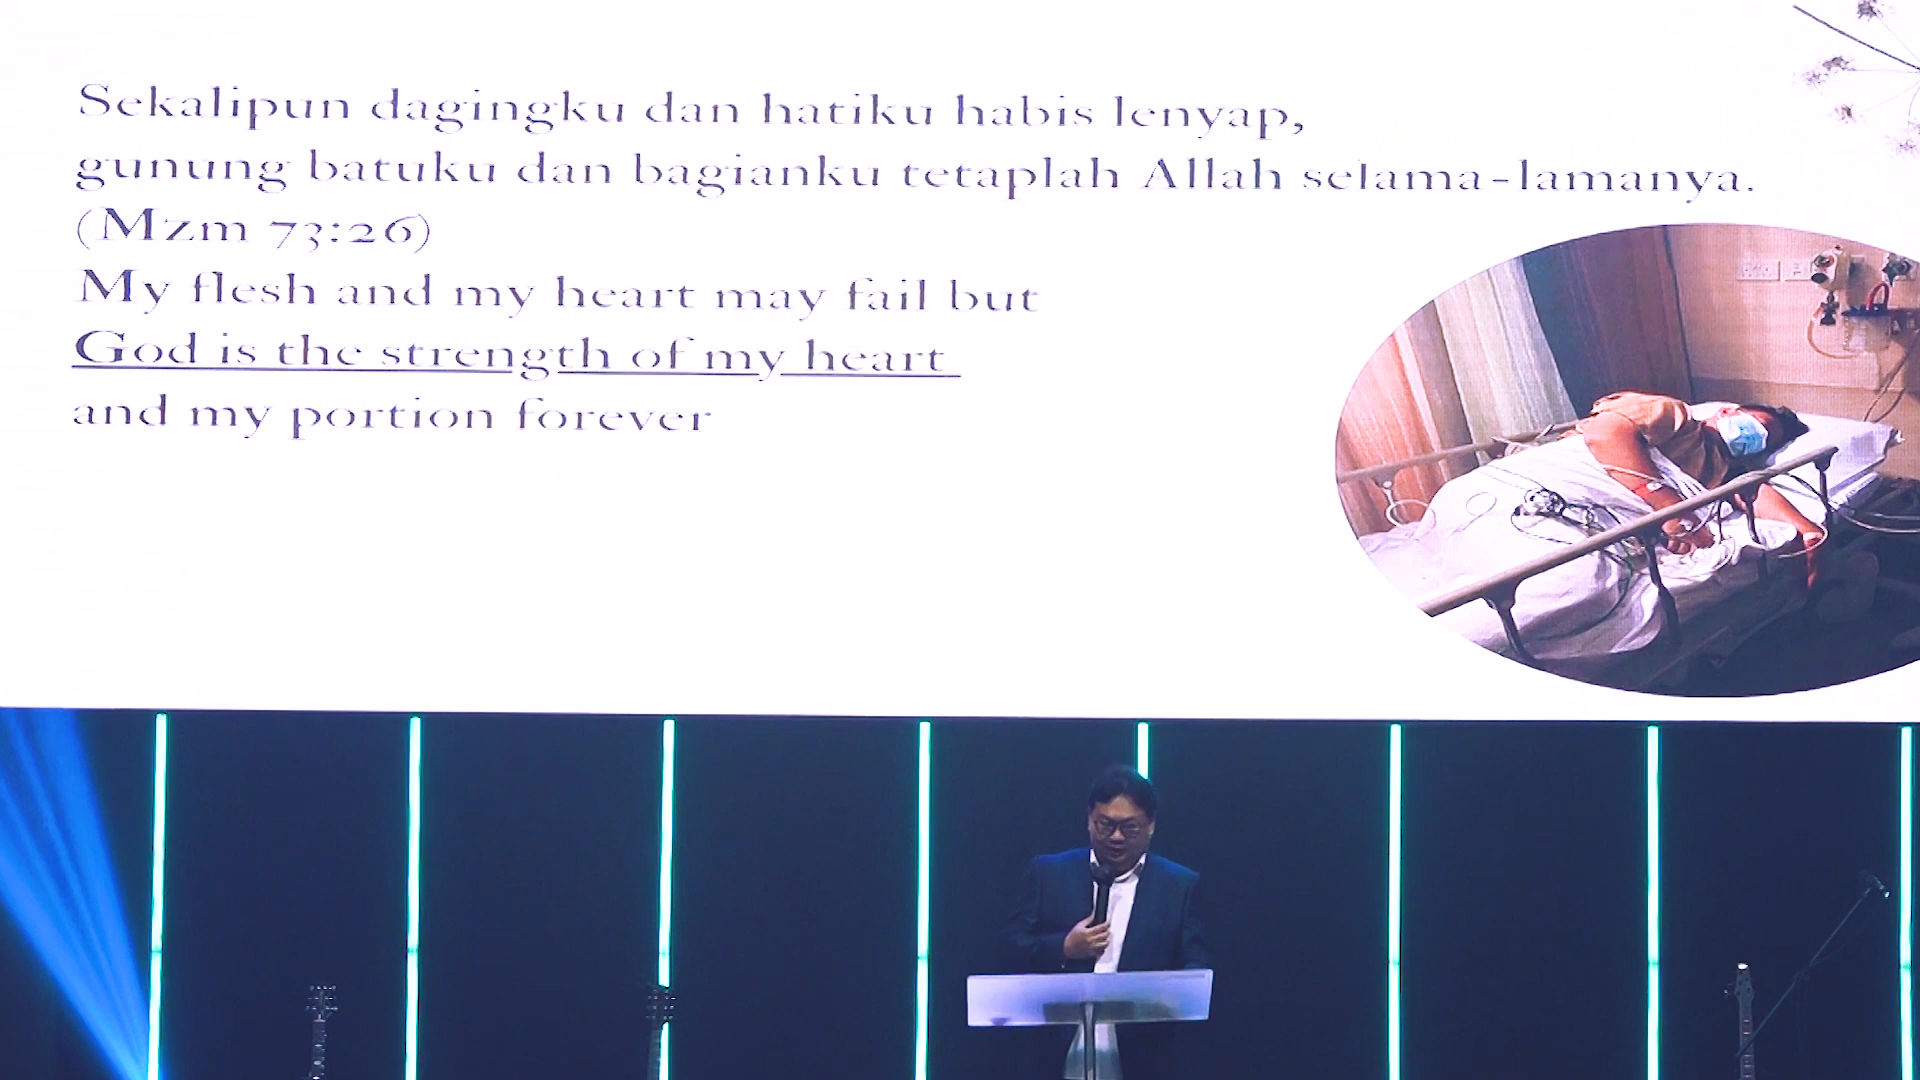 Sekalipun dagingku dan hatiku habis lenyap,
gunung batuku dan bagianku tetaplah Allah selama-lamanya.
(Mzm 73:26)
My flesh and my heart may fail but
God is the strength of my heart
and my portion forever